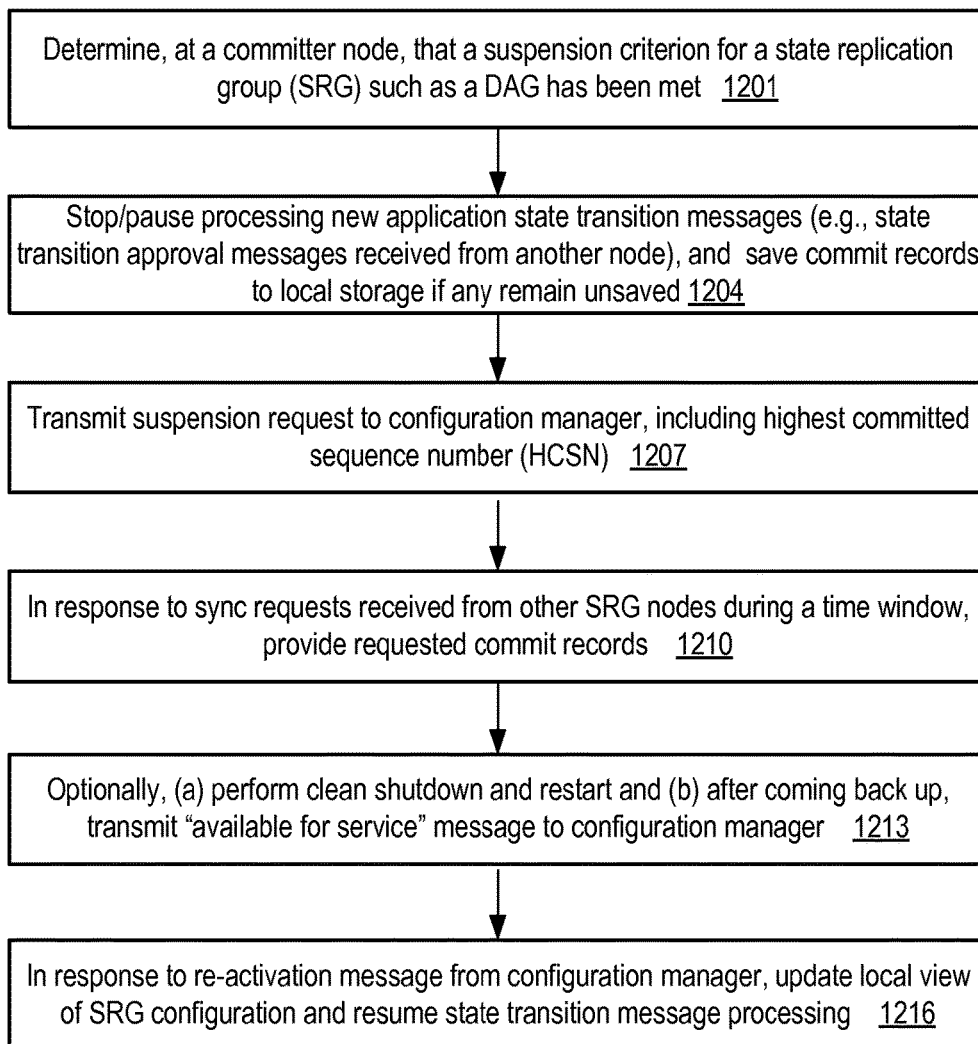 Determine, at a committer node, that a suspension criterion for a state replication
group (SRG) such as a DAG has been met 1201
Stop/pause processing new application state transition messages (e.g., state
transition approval messages received from another node), and save commit records
to local storage if any remain unsaved 1204
Transmit suspension request to configuration manager, including highest committed
sequence number (HCSN) 1207
In response to sync requests received from other SRG nodes during a time window,
provide requested commit records 1210
Optionally, (a) perform clean shutdown and restart and (b) after coming back up,
transmit “available for service” message to configuration manager 1213
In response to re-activation message from configuration manager, update local view
of SRG configuration and resume state transition message processing 1216